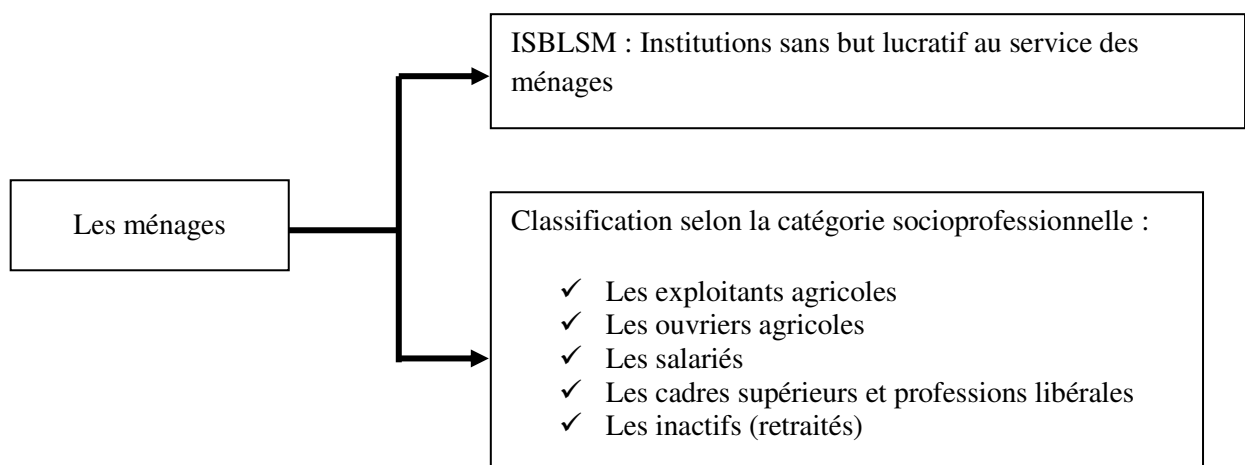 ISBLSM : Institutions sans but lucratif au service des
ménages
Les ménages
Classification selon la catégorie socioprofessionnelle :
✓ Les exploitants agricoles
✓ Les ouvriers agricoles
✓ Les salariés
✓ Les cadres supérieurs et professions libérales
✓ Les inactifs (retraités)